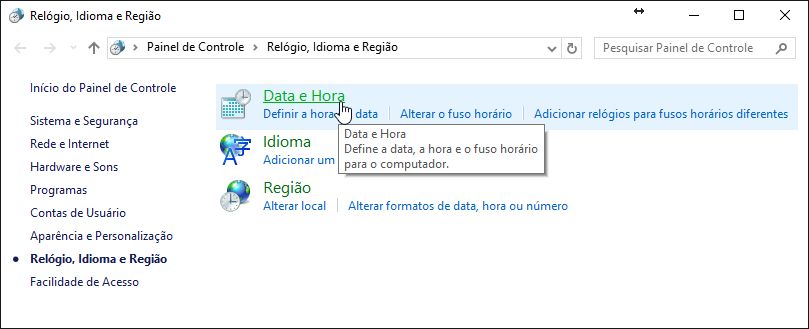 Relógio, Idioma e Região
Painel de Controle
Relógio, Idioma e Região
Pesquisar Painel de Controle
Início do Painel de Controle
Sistema e Segurança
Rede e Internet
Hardware e Sons
Programas
Contas de Usuário
Aparência e Personalização
Relógio, Idioma e Região
Facilidade de Acesso
Data e Hora
Definir a hora data Alterar o fuso horário Adicionar relógios para fusos horários diferentes
Data e Hora
Define a data, a hora e o fuso horário
para o computador.
Idioma
Adicionar um
Região
Alterar local Alterar formatos de data, hora ou número